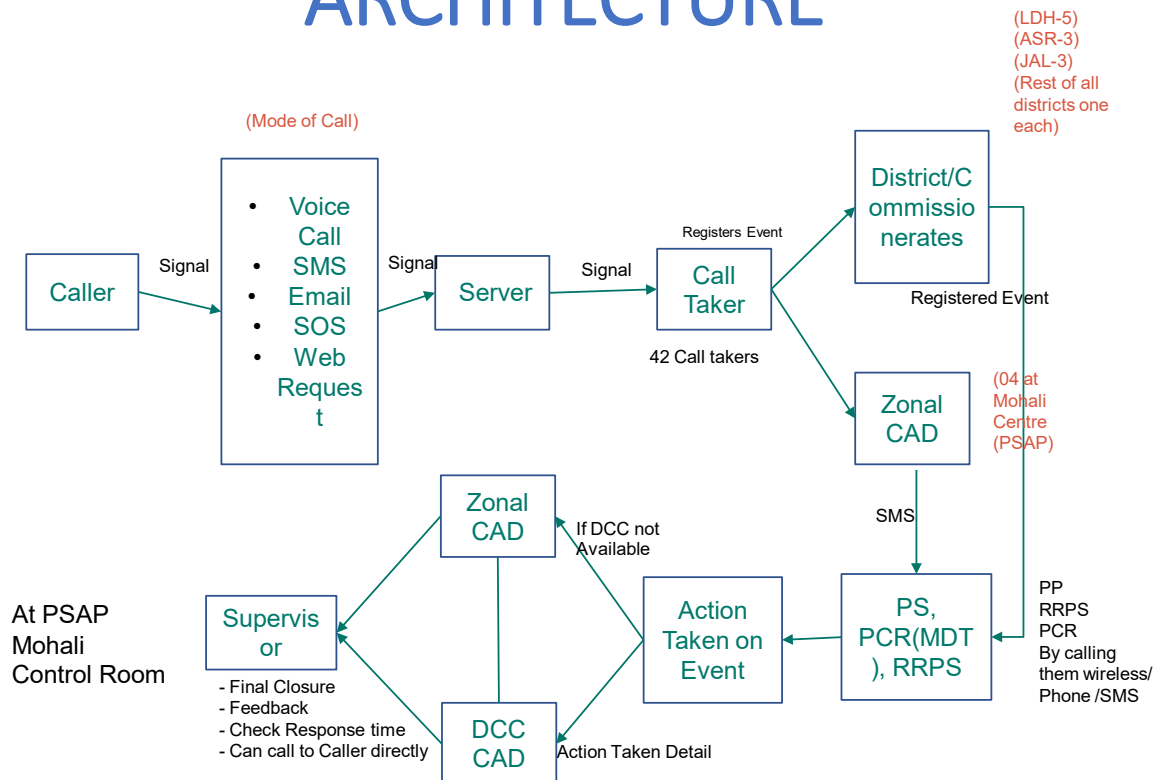 ARCHITECTURE
(LDH-5)
(ASR-3)
(JAL-3)
(Rest of all
districts one
each)
(Mode of Call)
• Voice
Call
• SMS
• Email
• SOS
• Web
Reques
t
Caller
Signal
Signal
Server
Signal
Registers Event
Call
Taker
42 Call takers
District/C
ommissio
nerates
Registered Event
Zonal
CAD
(04 at
Mohali
Centre
(PSAP)
SMS
PS,
PCR(MDT
), RRPS
PP
RRPS
PCR
By calling
them wireless/
Phone /SMS
Action
Taken on
Event
If DCC not
Available
Zonal
CAD
DCC
CAD
Action Taken Detail
Supervis
or
- Final Closure
- Feedback
- Check Response time
- Can call to Caller directly
At PSAP
Mohali
Control Room